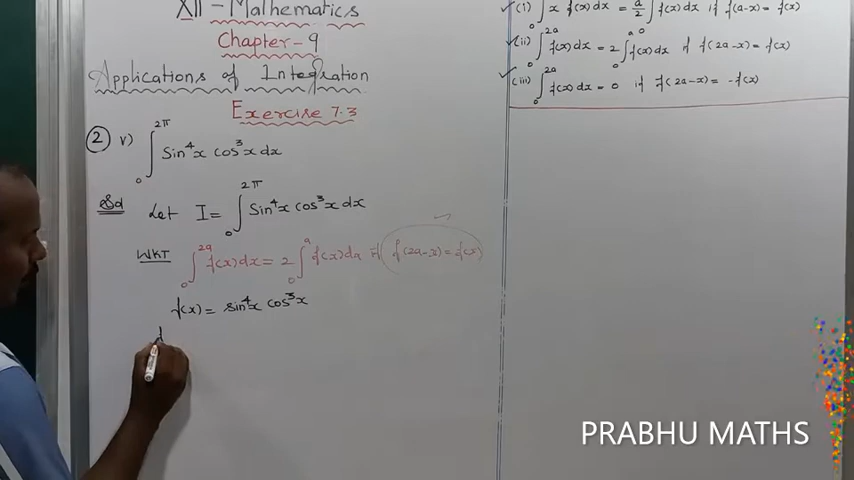 XII - Mathematics
Chapter - 9
Applications of Integration
Exercise 7.3
② v) ∫₀^{2π} Sin⁴x cos³x dx
Sol Let I = ∫₀^{2π} Sin⁴x cos³x dx
WKT ∫₀^{2a} f(x)dx = 2 ∫₀^{a} f(x)dx if f(2a-x) = f(x)
f(x) = sin⁴x cos³x
✓(i) ∫₀^{a} x f(x)dx = a/2 ∫₀^{a} f(x)dx if f(a-x) = f(x)
✓(ii) ∫₀^{2a} f(x)dx = 2 ∫₀^{a} f(x)dx if f(2a-x) = f(x)
✓(iii) ∫₀^{2a} f(x)dx = 0 if f(2a-x) = -f(x)
PRABHU MATHS